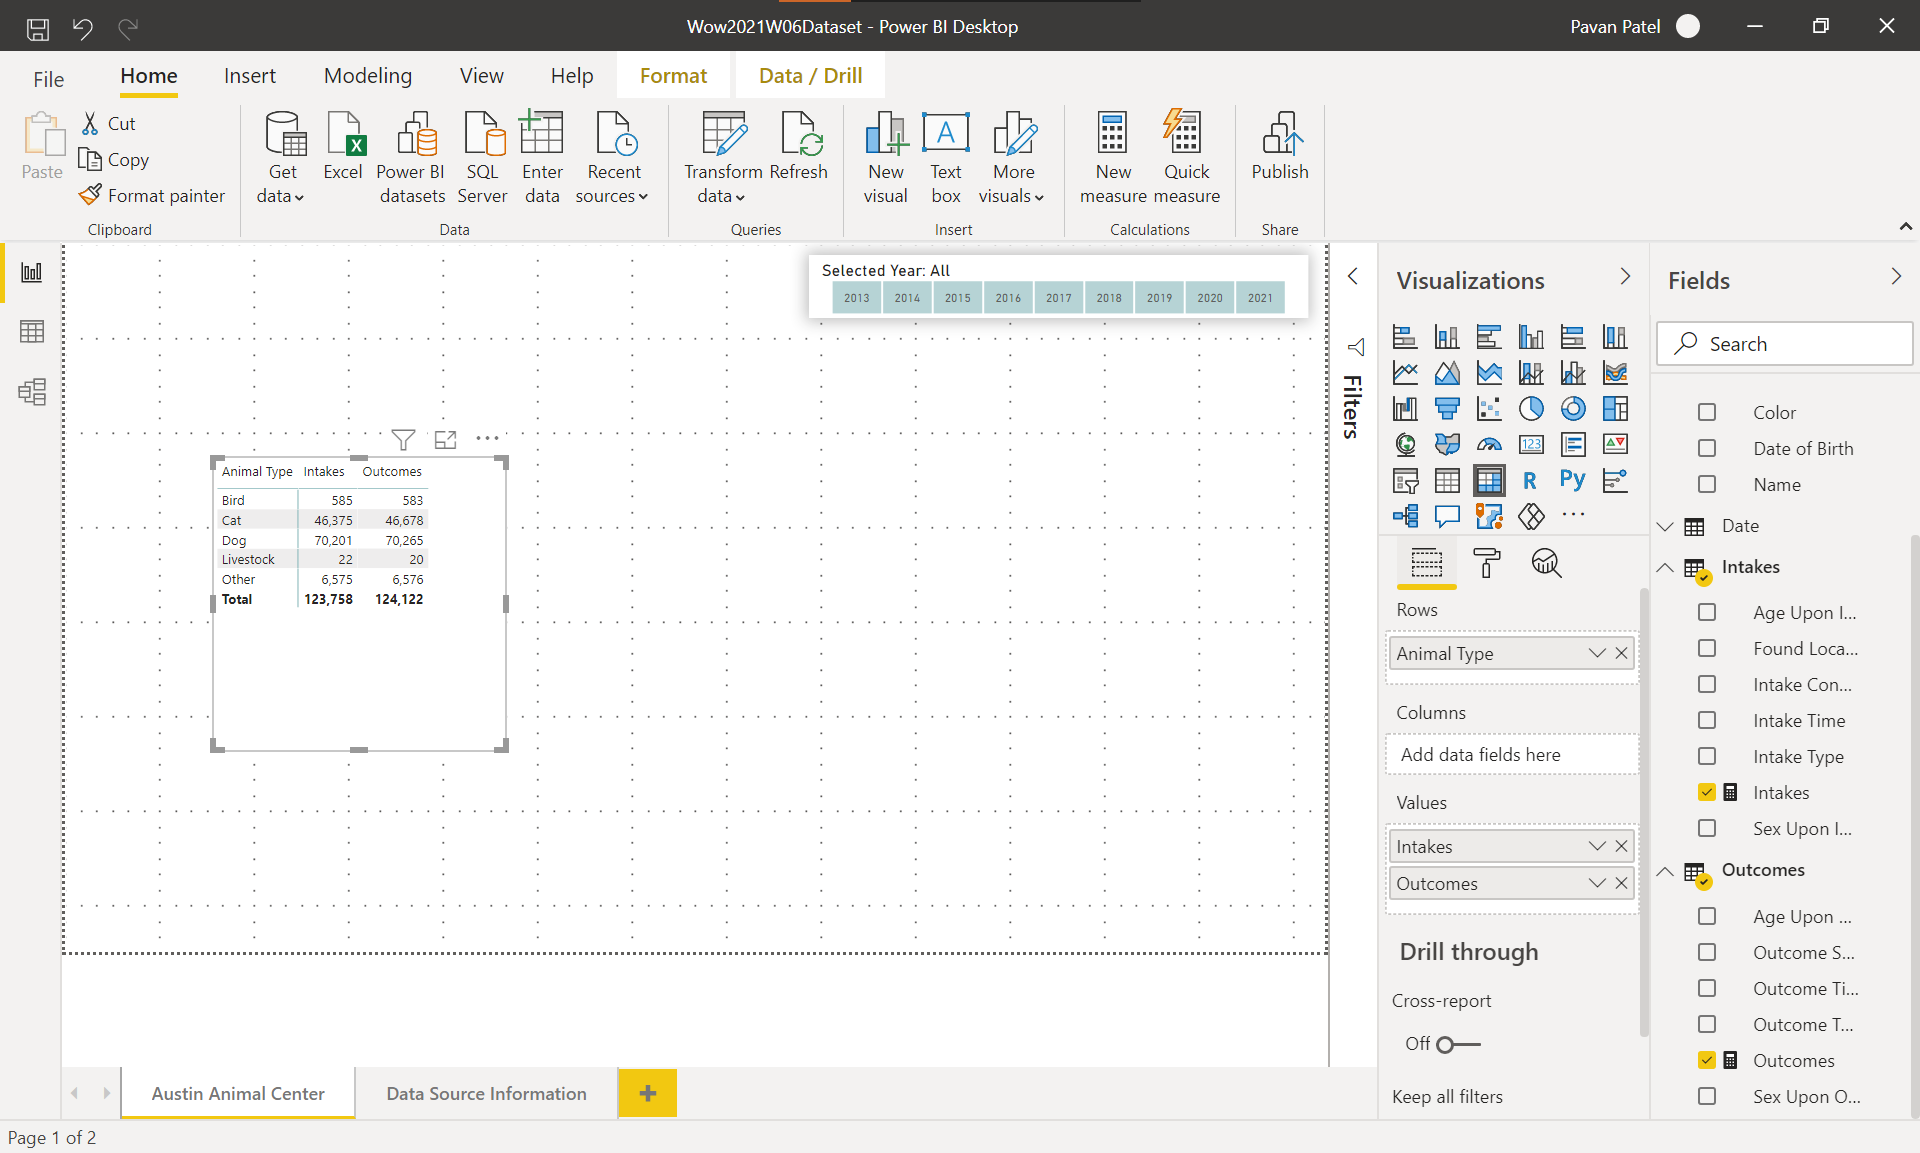 Wow2021W06Dataset - Power BI Desktop
Pavan Patel
File
Home
Insert
Modeling
View
Help
Format
Data / Drill
Paste
Cut
Copy
Format painter
Clipboard
Get data
Excel
Power BI datasets
SQL Server
Enter data
Recent sources
Data
Transform data
Refresh
Queries
New visual
A
Text box
More visuals
Insert
New measure
Quick measure
Calculations
Publish
Share
Selected Year: All
2013 2014 2015 2016 2017 2018 2019 2020 2021
Animal Type Intakes Outcomes
Bird 585 583
Cat 46,375 46,678
Dog 70,201 70,265
Livestock 22 20
Other 6,575 6,576
Total 123,758 124,122
Filters
Visualizations
123
R
Py
Rows
Animal Type
Columns
Add data fields here
Values
Intakes
Outcomes
Drill through
Cross-report
Off
Keep all filters
Fields
Search
Color
Date of Birth
Name
Date
Intakes
Age Upon I...
Found Loca...
Intake Con...
Intake Time
Intake Type
Intakes
Sex Upon I...
Outcomes
Age Upon ...
Outcome S...
Outcome Ti...
Outcome T...
Outcomes
Sex Upon O...
Austin Animal Center
Data Source Information
Page 1 of 2